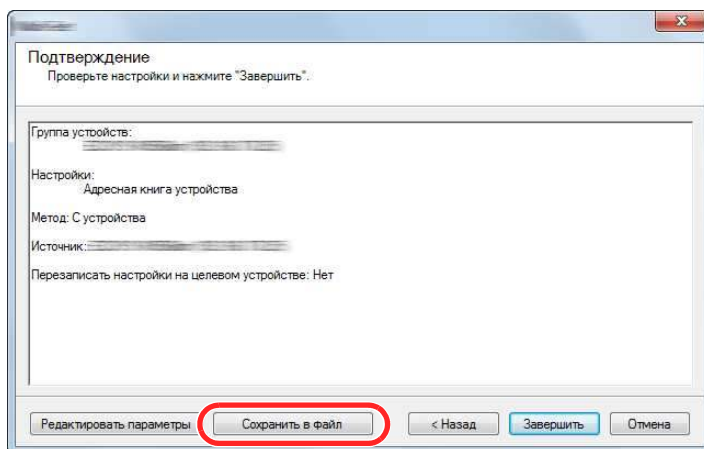 Подтверждение
Проверьте настройки и нажмите "Завершить".
Группа устройств:
Настройки:
Адресная книга устройства
Метод: С устройства
Источник:
Перезаписать настройки на целевом устройстве: Нет
Редактировать параметры Сохранить в файл < Назад Завершить Отмена